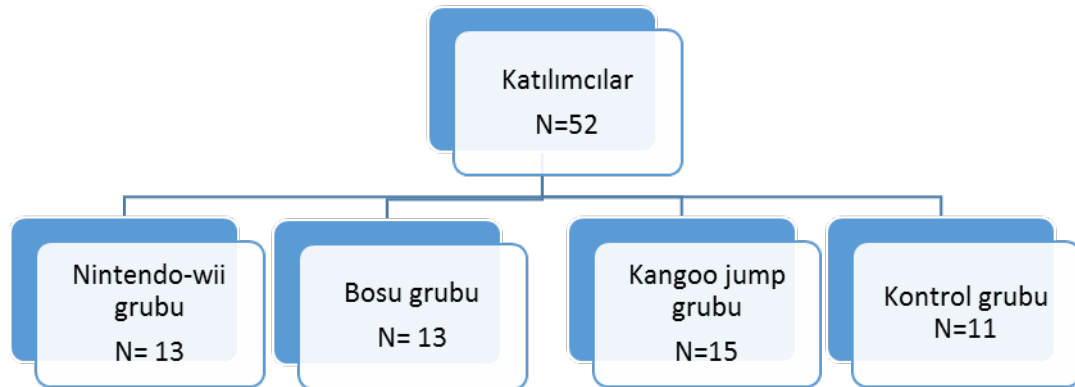 Katılımcılar
N=52
Nintendo-wii
grubu
N= 13
Bosu grubu
N= 13
Kangoo jump
grubu
N=15
Kontrol grubu
N=11